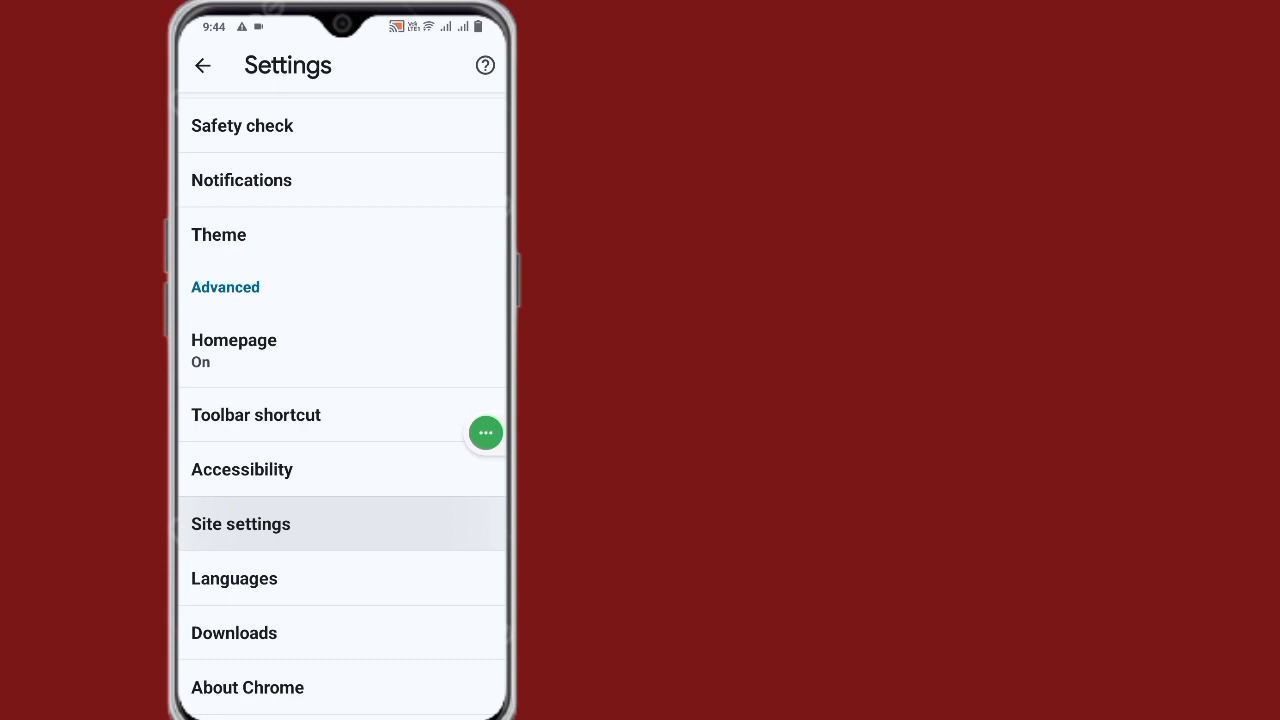 9:44
Settings
Safety check
Notifications
Theme
Advanced
Homepage
On
Toolbar shortcut
Accessibility
Site settings
Languages
Downloads
About Chrome